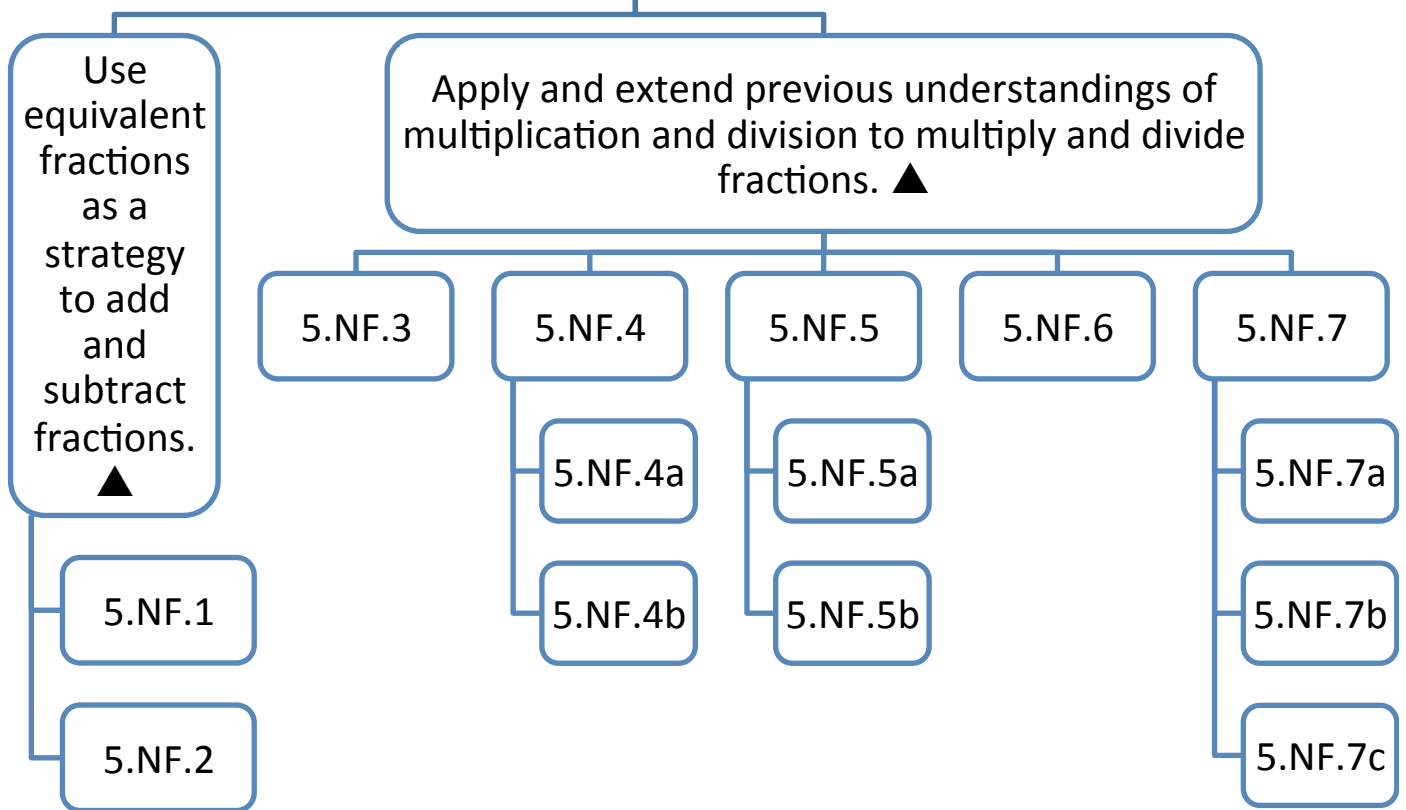 Use
equivalent
fractions
as a
strategy
to add
and
subtract
fractions.
▲
5.NF.1
5.NF.2
Apply and extend previous understandings of
multiplication and division to multiply and divide
fractions. ▲
5.NF.3
5.NF.4
5.NF.4a
5.NF.4b
5.NF.5
5.NF.5a
5.NF.5b
5.NF.6
5.NF.7
5.NF.7a
5.NF.7b
5.NF.7c